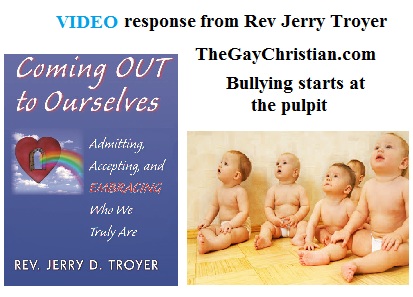 VIDEO response from Rev Jerry Troyer
TheGayChristian.com
Bullying starts at
the pulpit
Coming OUT
to Ourselves
Admitting,
Accepting, and
EMBRACING
Who We
Truly Are
REV. JERRY D. TROYER